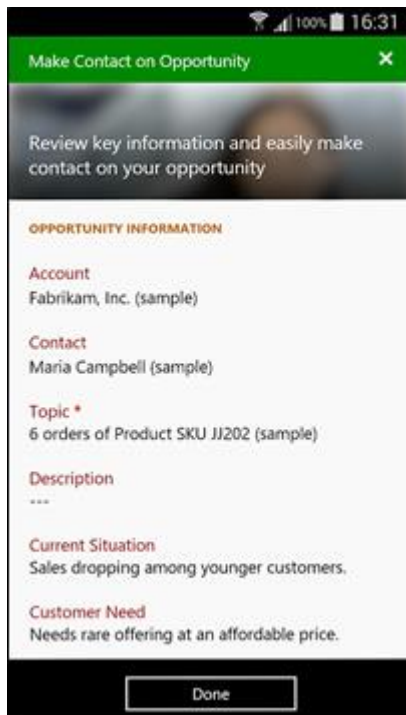 100% 16:31
Make Contact on Opportunity ×
Review key information and easily make
contact on your opportunity
OPPORTUNITY INFORMATION
Account
Fabrikam, Inc. (sample)
Contact
Maria Campbell (sample)
Topic *
6 orders of Product SKU JJ202 (sample)
Description
---
Current Situation
Sales dropping among younger customers.
Customer Need
Needs rare offering at an affordable price.
Done